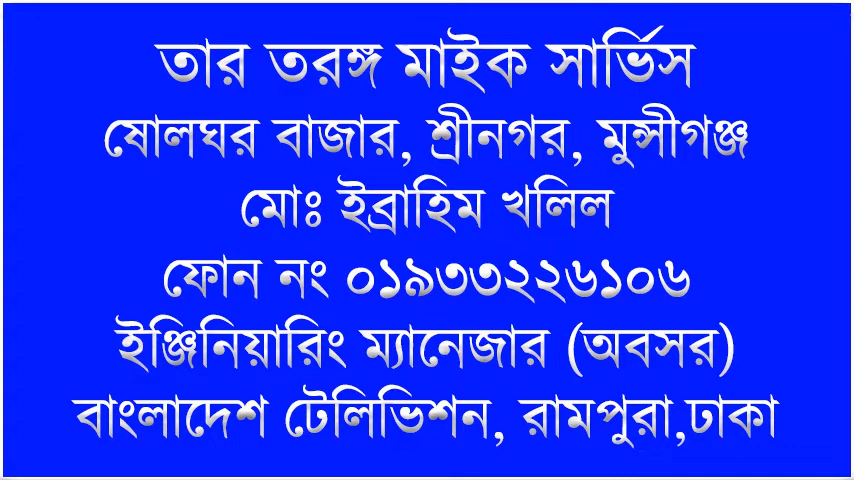 তার তরঙ্গ মাইক সার্ভিস
ষোলঘর বাজার, শ্রীনগর, মুন্সীগঞ্জ
মোঃ ইব্রাহিম খলিল
ফোন নং ০১৯৩৩২২৬১০৬
ইঞ্জিনিয়ারিং ম্যানেজার (অবসর)
বাংলাদেশ টেলিভিশন, রামপুরা,ঢাকা